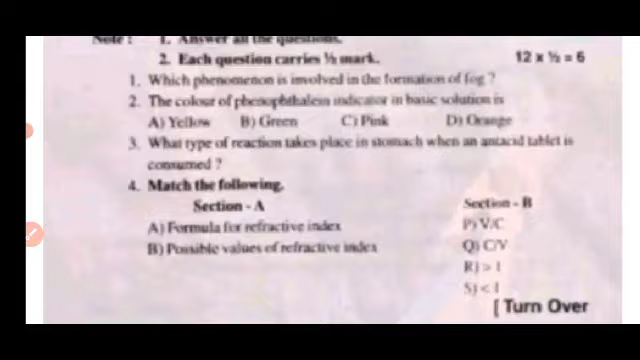 Note : 1. Answer all the questions.
2. Each question carries ½ mark. 12 x ½ = 6
1. Which phenomenon is involved in the formation of fog ?
2. The colour of phenophthalein indicator in basic solution is
A) Yellow B) Green C) Pink D) Orange
3. What type of reaction takes place in stomach when an antacid tablet is
consumed ?
4. Match the following.
Section - A Section - B
A) Formula for refractive index P) V/C
B) Possible values of refractive index Q) C/V
R) > 1
S) < 1
[ Turn Over